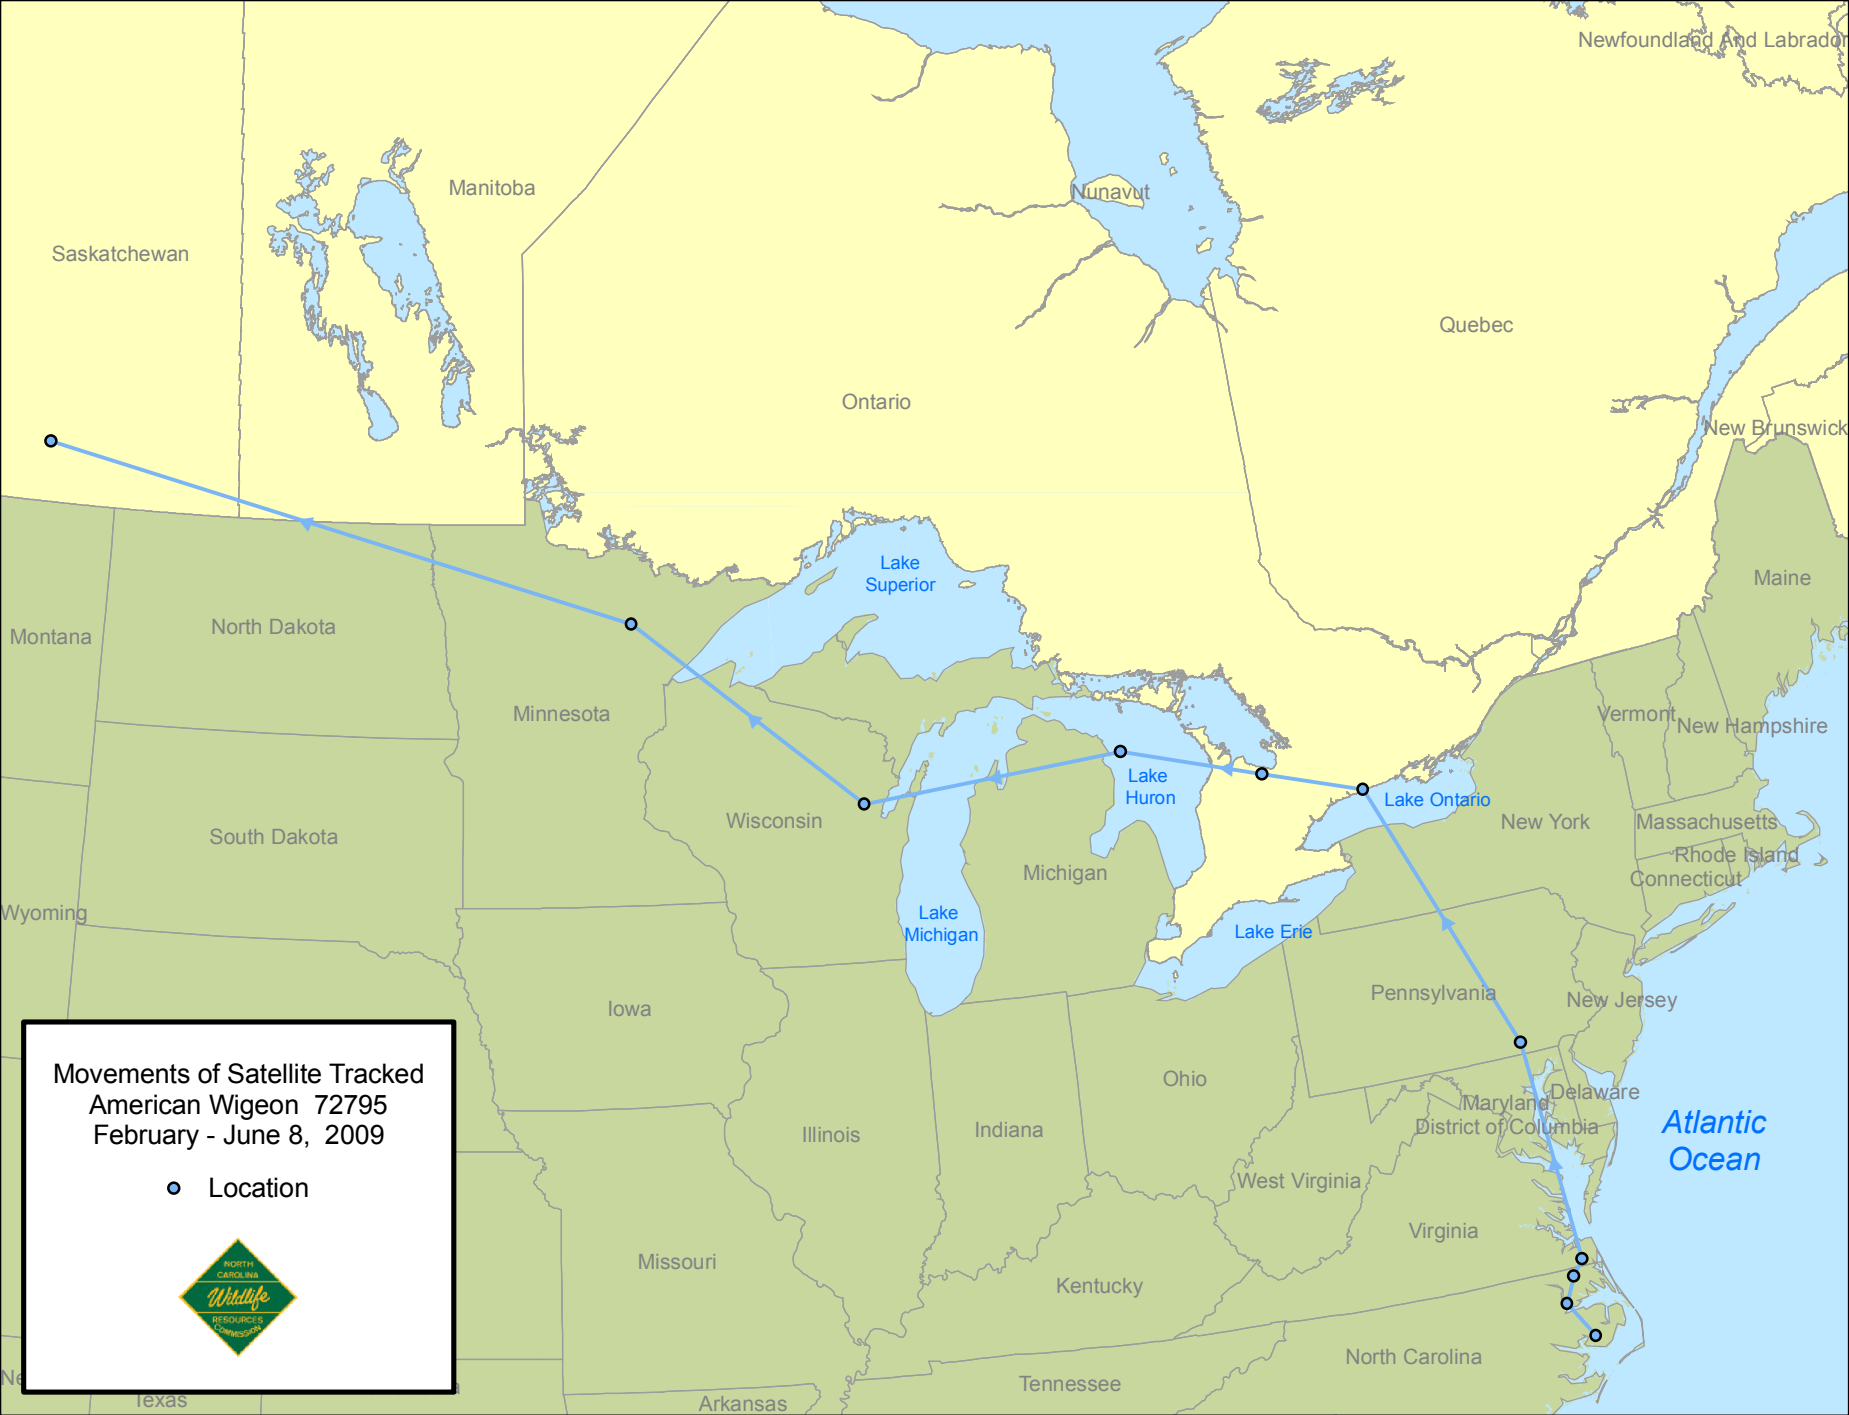 Newfoundland And Labrador
Manitoba
Nunavut
Saskatchewan
Quebec
Ontario
New Brunswick
Lake
Superior
Maine
Montana
North Dakota
Minnesota
Vermont
New Hampshire
Lake
Huron
Lake Ontario
Wisconsin
New York
Massachusetts
South Dakota
Rhode Island
Michigan
Connecticut
Wyoming
Lake
Michigan
Lake Erie
Pennsylvania
New Jersey
Iowa
Ohio
Delaware
Maryland
District of Columbia
Atlantic
Ocean
Illinois
Indiana
West Virginia
Virginia
Missouri
Kentucky
North Carolina
Tennessee
Arkansas
Texas
Ne
a
Movements of Satellite Tracked
American Wigeon 72795
February - June 8, 2009
Location
NORTH
CAROLINA
Wildlife
RESOURCES
COMMISSION